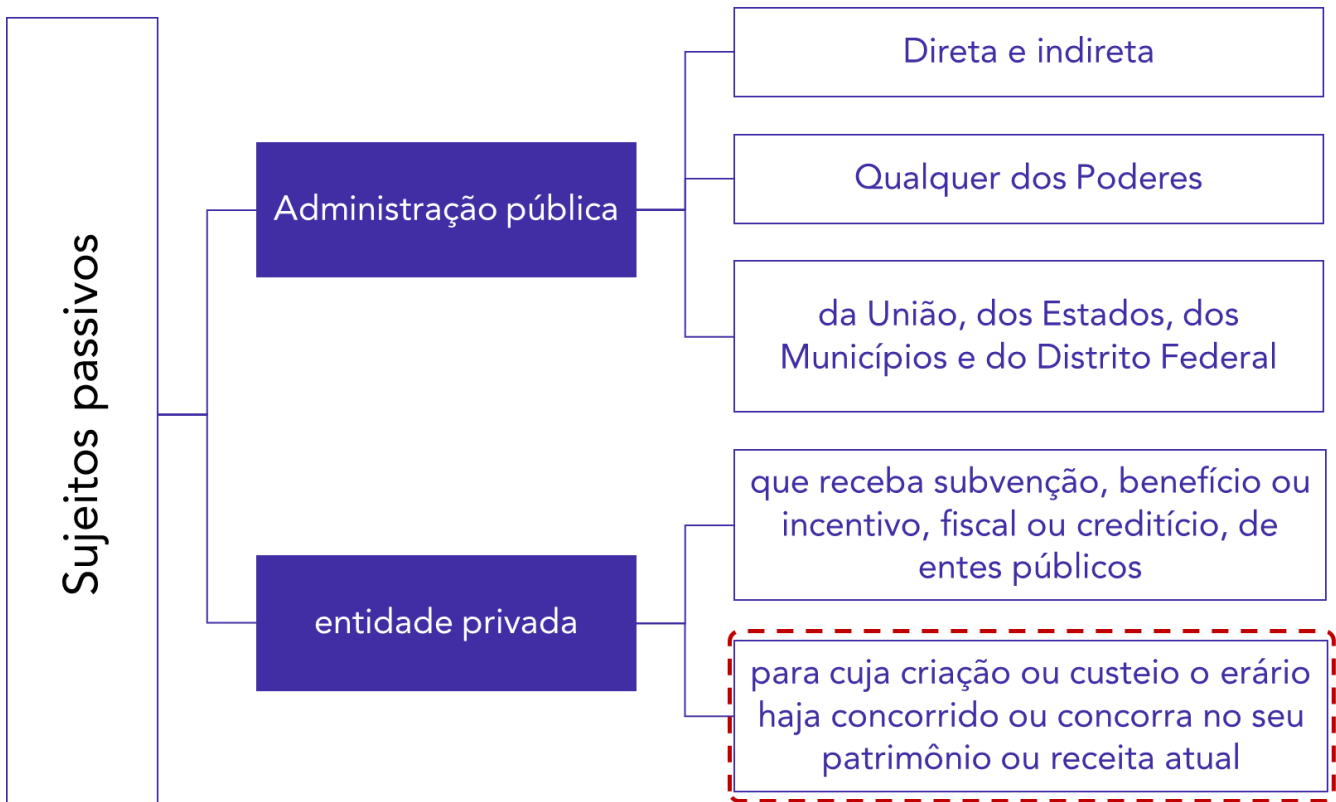 Sujeitos passivos
Administração pública
Direta e indireta
Qualquer dos Poderes
da União, dos Estados, dos
Municípios e do Distrito Federal
entidade privada
que receba subvenção, benefício ou
incentivo, fiscal ou creditício, de
entes públicos
para cuja criação ou custeio o erário
haja concorrido ou concorra no seu
patrimônio ou receita atual